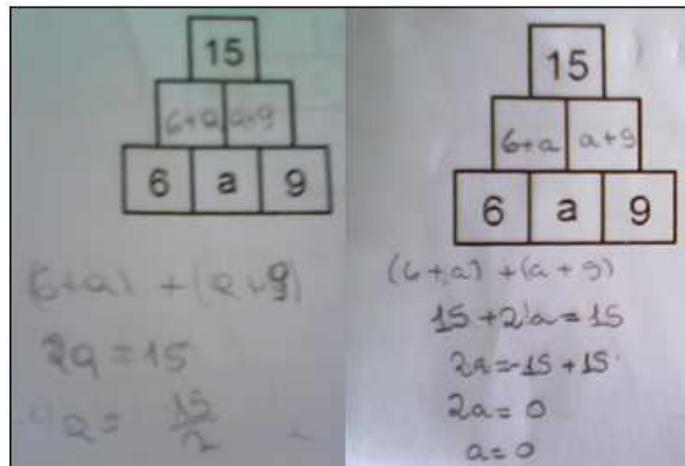 15
6+a a+9
6 a 9
(6+a) + (a+9)
2a = 15
a = 15/2
15
6+a a+9
6 a 9
(6+a) + (a+9)
15 + 2a = 15
2a = -15 + 15
2a = 0
a = 0